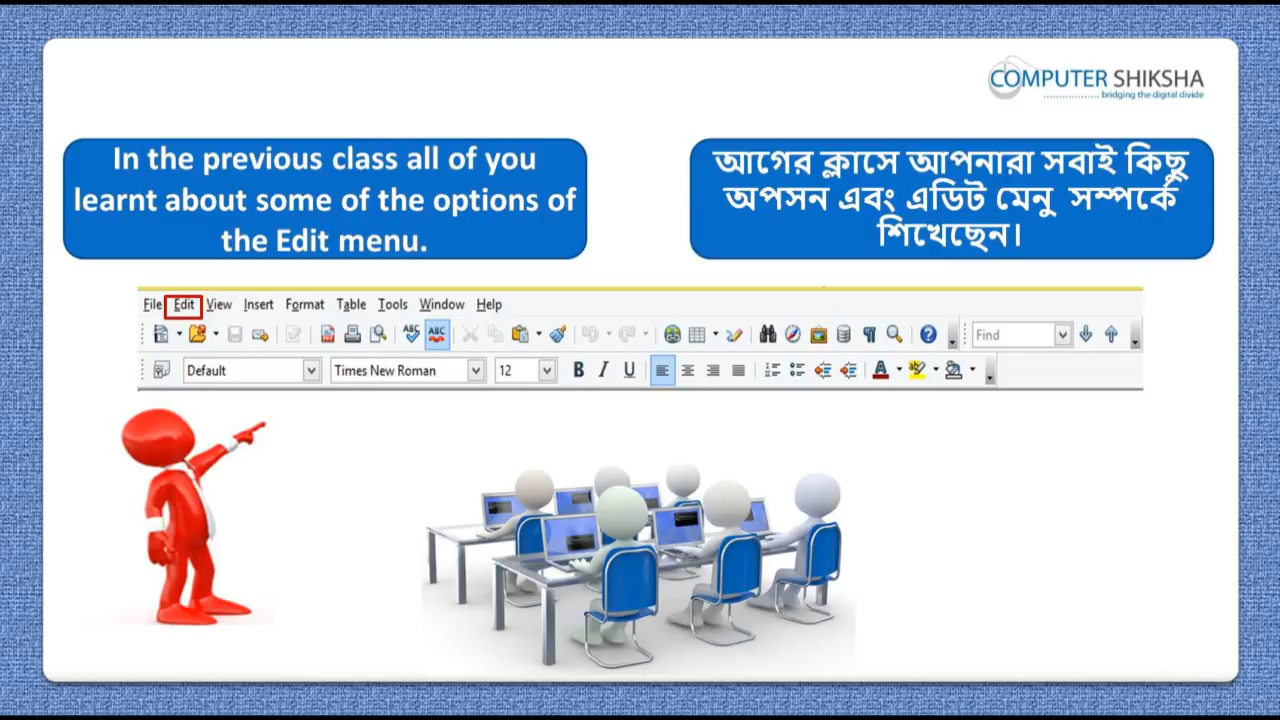 COMPUTER SHIKSHA
bridging the digital divide
In the previous class all of you
learnt about some of the options of
the Edit menu.
আগের ক্লাসে আপনারা সবাই কিছু
অপসন এবং এডিট মেনু সম্পর্কে
শিখেছেন।
File Edit View Insert Format Table Tools Window Help
ABC ABC Find
Default Times New Roman 12 B I U A